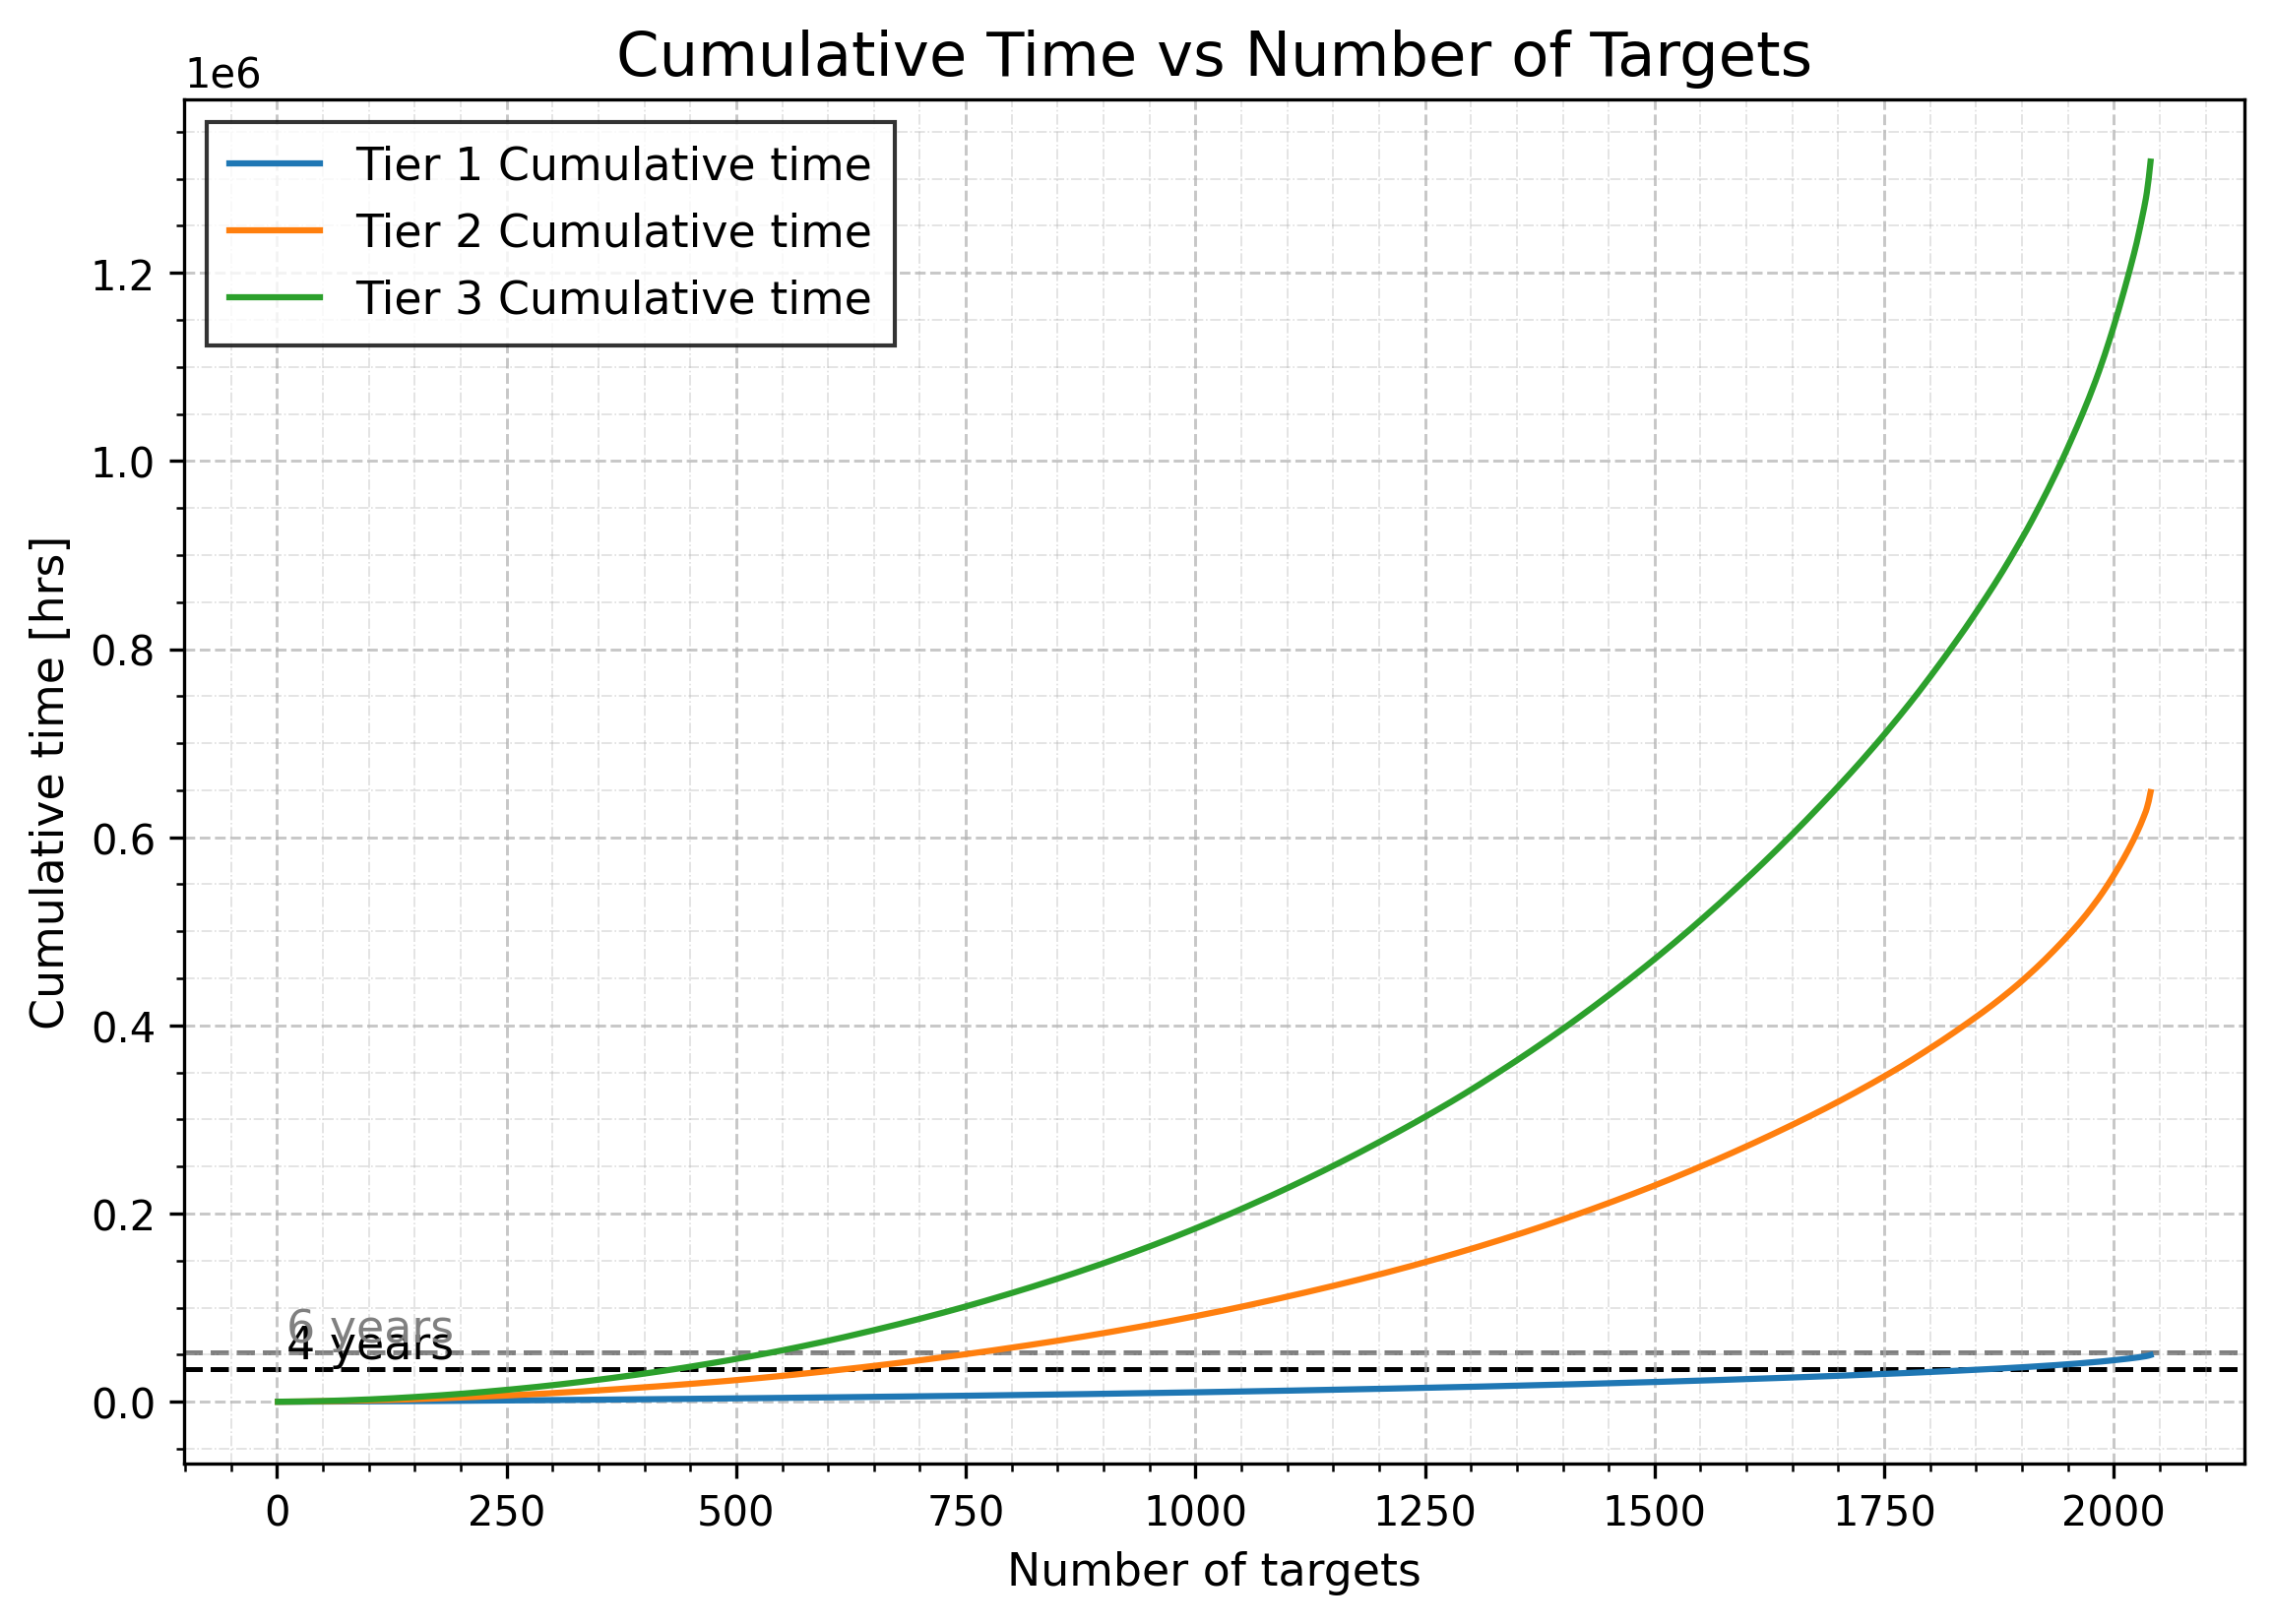 Cumulative Time vs Number of Targets
1e6
Tier 1 Cumulative time
Tier 2 Cumulative time
Tier 3 Cumulative time
1.2
1.0
0.8
0.6
0.4
0.2
0.0
Cumulative time [hrs]
6 years
4 years
0 250 500 750 1000 1250 1500 1750 2000
Number of targets